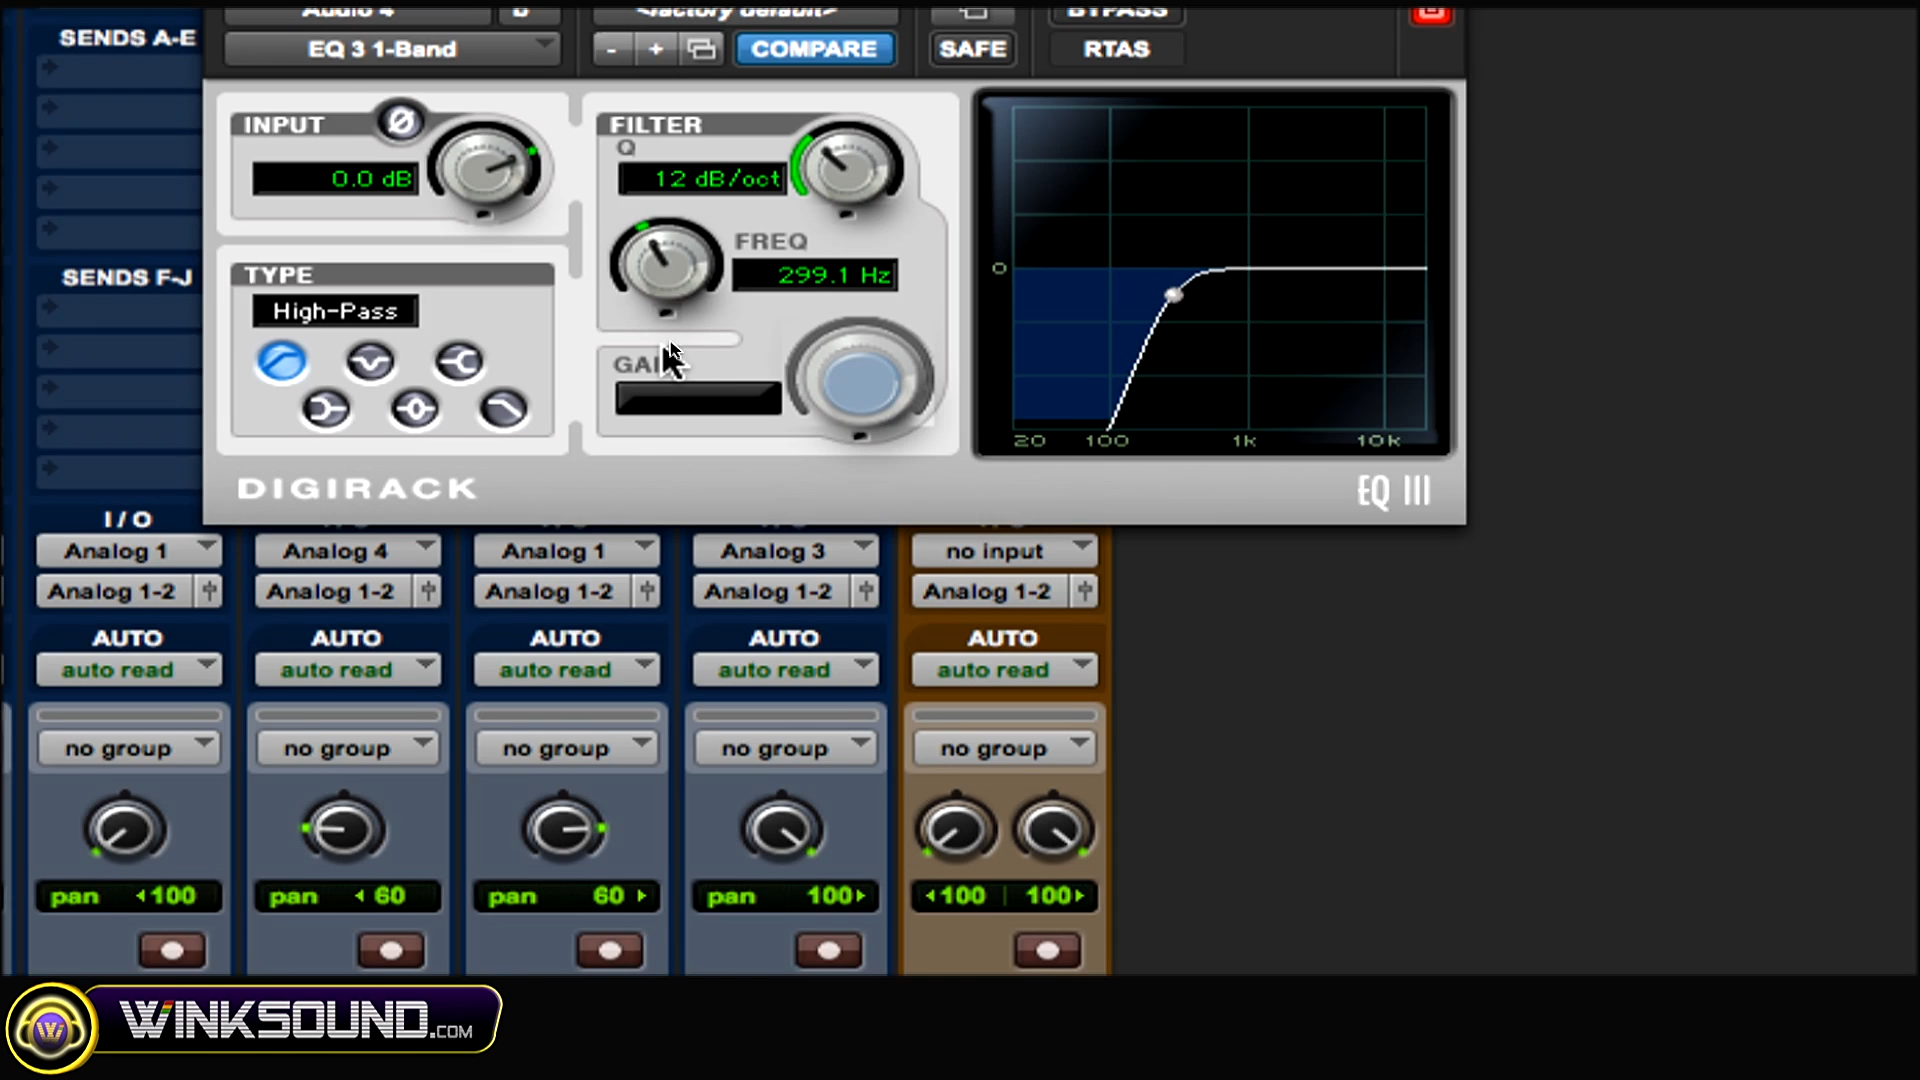 Audio 4
<factory default>
BYPASS
SENDS A-E
EQ 3 1-Band
- +
COMPARE
SAFE
RTAS
INPUT
Ø
0.0 dB
FILTER
Q
12 dB/oct
FREQ
299.1 Hz
TYPE
High-Pass
GAI
SENDS F-J
0
20 100 1k 10k
DIGIRACK
EQ III
I/O
Analog 1 Analog 4 Analog 1 Analog 3 no input
Analog 1-2 Analog 1-2 Analog 1-2 Analog 1-2 Analog 1-2
AUTO AUTO AUTO AUTO AUTO
auto read auto read auto read auto read auto read
no group no group no group no group no group
pan 100 pan 60 pan 60 pan 100 100 100
W WINKSOUND.COM